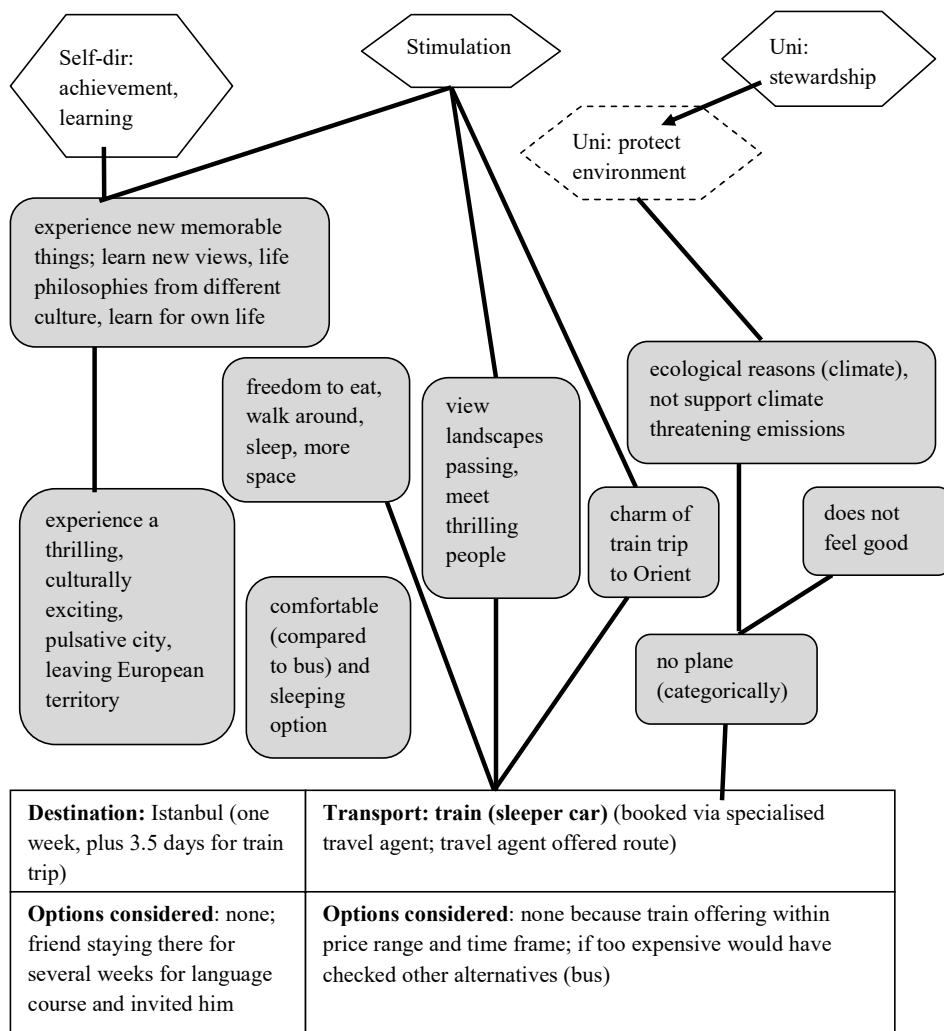 Self-dir:
achievement,
learning
Stimulation
Uni:
stewardship
Uni: protect
environment
experience new memorable
things; learn new views, life
philosophies from different
culture, learn for own life
freedom to eat,
walk around,
sleep, more
space
view
landscapes
passing,
meet
thrilling
people
ecological reasons (climate),
not support climate
threatening emissions
experience a
thrilling,
culturally
exciting,
pulsative city,
leaving European
territory
comfortable
(compared
to bus) and
sleeping
option
charm of
train trip
to Orient
does not
feel good
no plane
(categorically)
Destination: Istanbul (one
week, plus 3.5 days for train
trip)
Transport: train (sleeper car) (booked via specialised
travel agent; travel agent offered route)
Options considered: none;
friend staying there for
several weeks for language
course and invited him
Options considered: none because train offering within
price range and time frame; if too expensive would have
checked other alternatives (bus)